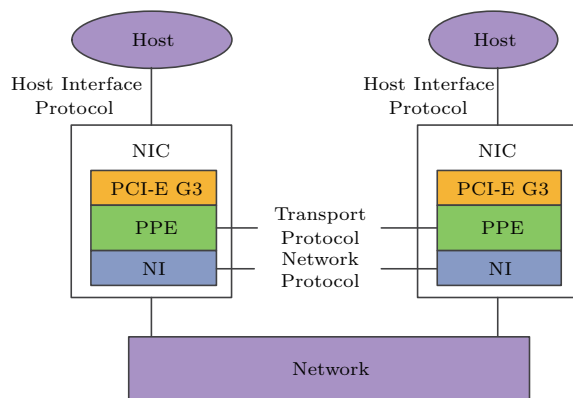 Host
Host
Host Interface
Protocol
Host Interface
Protocol
NIC
NIC
PCI-E G3
PCI-E G3
PPE
Transport
Protocol
PPE
NI
Network
Protocol
NI
Network